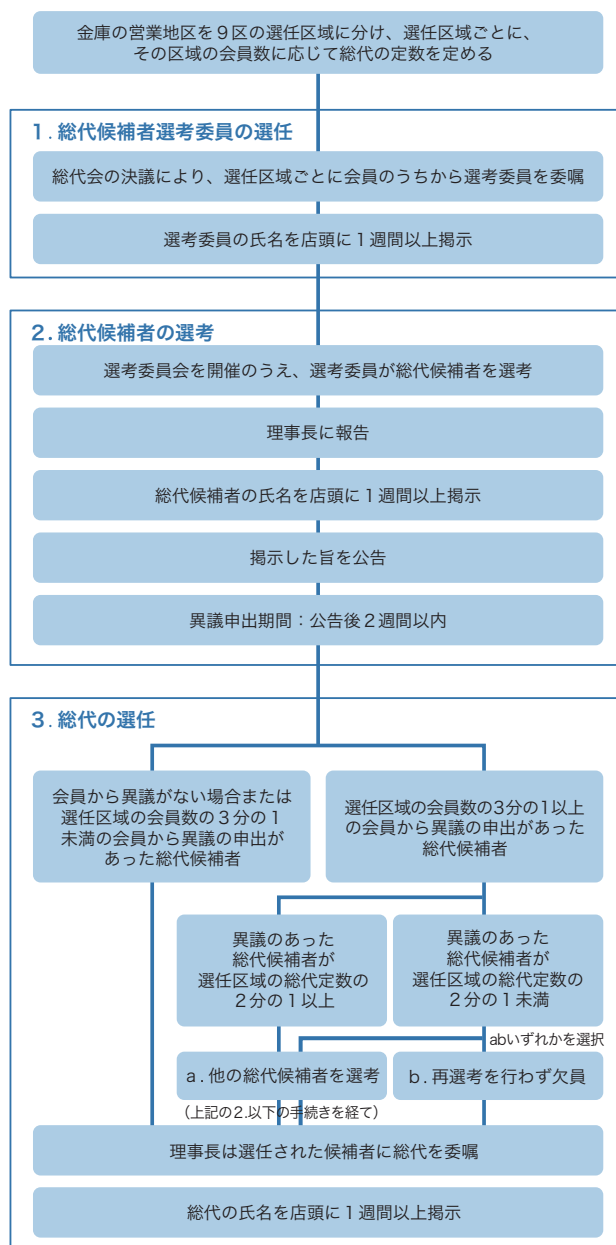 金庫の営業地区を９区の選任区域に分け、選任区域ごとに、
その区域の会員数に応じて総代の定数を定める
１. 総代候補者選考委員の選任
総代会の決議により、選任区域ごとに会員のうちから選考委員を委嘱
選考委員の氏名を店頭に１週間以上掲示
２. 総代候補者の選考
選考委員会を開催のうえ、選考委員が総代候補者を選考
理事長に報告
総代候補者の氏名を店頭に１週間以上掲示
掲示した旨を公告
異議申出期間：公告後２週間以内
３. 総代の選任
会員から異議がない場合または
選任区域の会員数の３分の１
未満の会員から異議の申出が
あった総代候補者
選任区域の会員数の3分の1以上
の会員から異議の申出があった
総代候補者
異議のあった
総代候補者が
選任区域の総代定数の
２分の１以上
異議のあった
総代候補者が
選任区域の総代定数の
２分の１未満
abいずれかを選択
ａ. 他の総代候補者を選考
ｂ. 再選考を行わず欠員
（上記の2.以下の手続きを経て）
理事長は選任された候補者に総代を委嘱
総代の氏名を店頭に１週間以上掲示